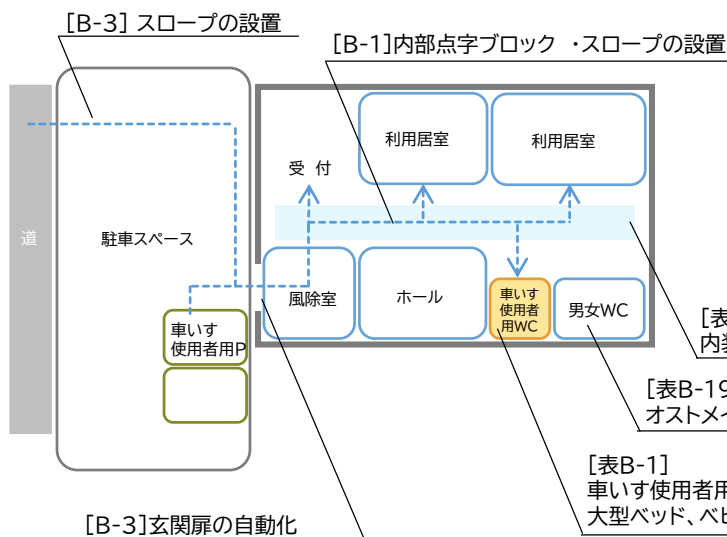 [B-3] スロープの設置
[B-1]内部点字ブロック ・スロープの設置
利用居室
利用居室
受 付
道
駐車スペース
風除室
ホール
車いす
使用者
用WC
男女WC
車いす
使用者用P
[表
内装
[表B-19
オストメイ
[表B-1]
車いす使用者用
大型ベッド、ベビ
[B-3]玄関扉の自動化